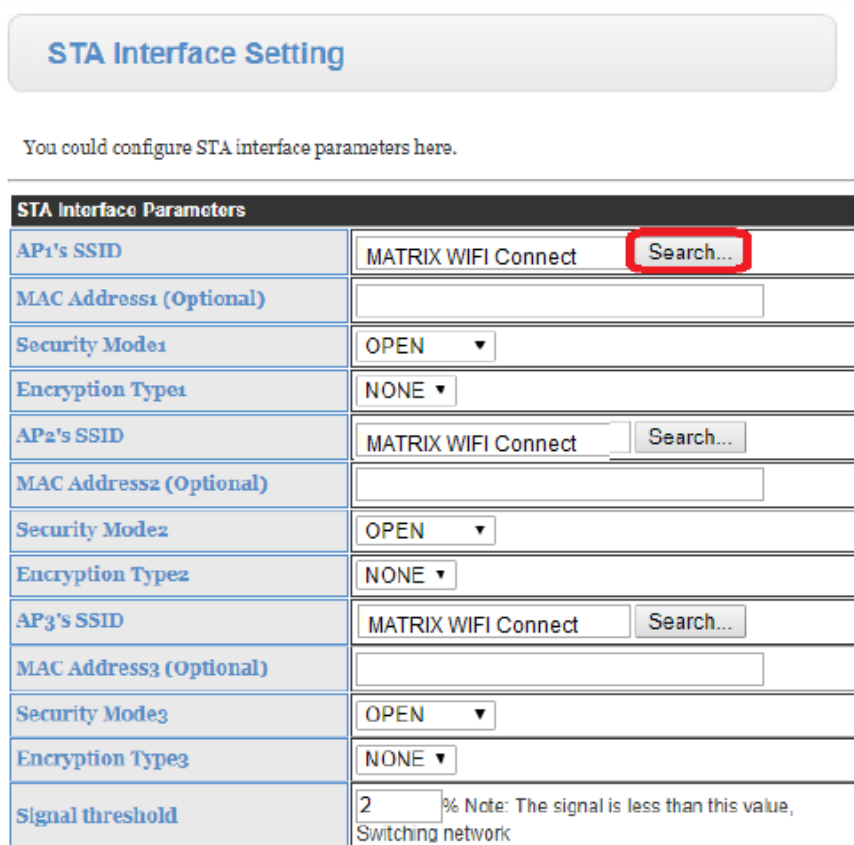 STA Interface Setting
You could configure STA interface parameters here.
STA Interface Parameters
AP1's SSID MATRIX WIFI Connect Search...
MAC Address1 (Optional)
Security Mode1 OPEN
Encryption Type1 NONE
AP2's SSID MATRIX WIFI Connect Search...
MAC Address2 (Optional)
Security Mode2 OPEN
Encryption Type2 NONE
AP3's SSID MATRIX WIFI Connect Search...
MAC Address3 (Optional)
Security Mode3 OPEN
Encryption Type3 NONE
Signal threshold 2 % Note: The signal is less than this value,
Switching network